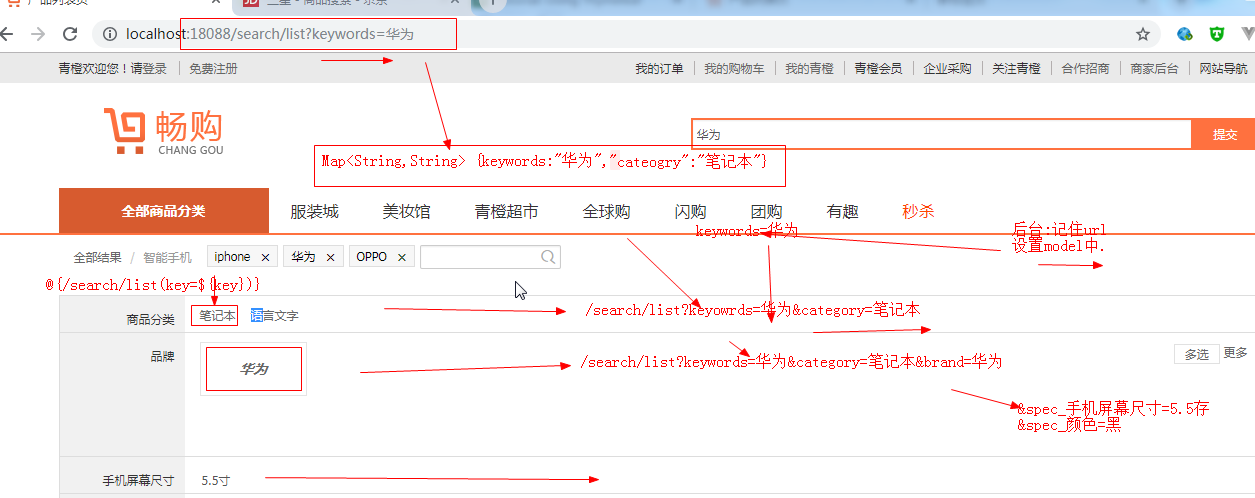 localhost:18088/search/list?keywords=华为
青橙欢迎您！请登录 免费注册 我的订单 我的购物车 我的青橙 青橙会员 企业采购 关注青橙 合作招商 商家后台 网站导航
畅购
CHANG GOU
华为 提交
Map<String,String> {keywords:"华为","cateogry":"笔记本"}
全部商品分类 服装城 美妆馆 青橙超市 全球购 闪购 团购 有趣 秒杀
keywords=华为
后台:记住url
设置model中.
全部结果 / 智能手机 iphone × 华为 × OPPO ×
@{/search/list(key=${key})}
商品分类 笔记本 语言文字 /search/list?keyowrds=华为&category=笔记本
品牌 华为 /search/list?keywords=华为&category=笔记本&brand=华为 多选 更多
&spec_手机屏幕尺寸=5.5存
&spec_颜色=黑
手机屏幕尺寸 5.5寸